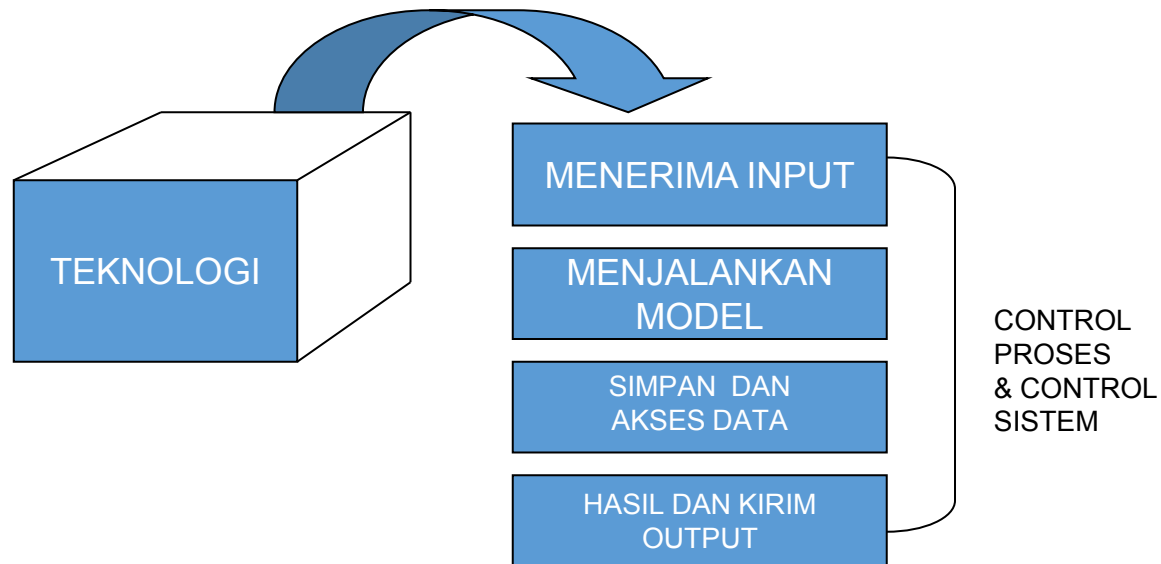 TEKNOLOGI
MENERIMA INPUT
MENJALANKAN
MODEL
SIMPAN DAN
AKSES DATA
HASIL DAN KIRIM
OUTPUT
CONTROL
PROSES
& CONTROL
SISTEM